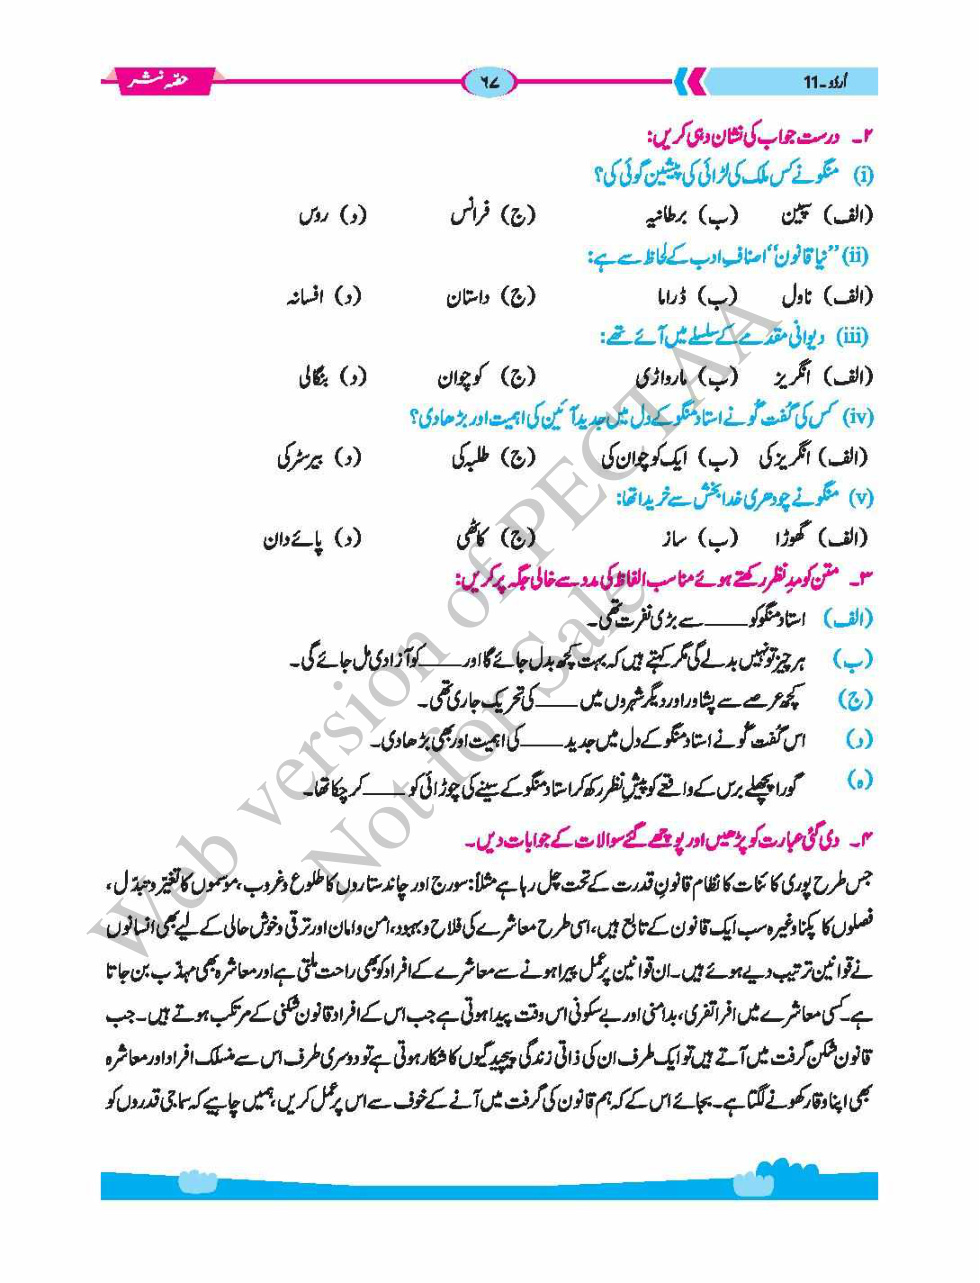 اُردُو۔11
۶۷
حصّہ نثر
۲۔ درست جواب کی نشان دہی کریں:
(i) منگو نے کس ملک کی لڑائی کی پیشین گوئی کی؟
(الف) سپین (ب) برطانیہ (ج) فرانس (د) روس
(ii) ”نیا قانون“ اصنافِ ادب کے لحاظ سے ہے:
(الف) ناول (ب) ڈراما (ج) داستان (د) افسانہ
(iii) دیوانی مقدمے کے سلسلے میں آئے تھے:
(الف) انگریز (ب) مارواڑی (ج) کوچوان (د) بنگالی
(iv) کس کی گفت گُو نے استاد منگو کے دل میں جدید آئین کی اہمیت اور بڑھا دی؟
(الف) انگریز کی (ب) ایک کوچوان کی (ج) طلبہ کی (د) بیرسٹر کی
(v) منگو نے چودھری خدا بخش سے خریدا تھا:
(الف) گھوڑا (ب) ساز (ج) کاٹھی (د) پائے دان
۳۔ متن کو مدِ نظر رکھتے ہوئے مناسب الفاظ کی مدد سے خالی جگہ پر کریں:
(الف) استاد منگو کو ____ سے بڑی نفرت تھی۔
(ب) ہر چیز تو نہیں بدلے گی مگر کہتے ہیں کہ بہت کچھ بدل جائے گا اور ____ کو آزادی مل جائے گی۔
(ج) کچھ عرصے سے پشاور اور دیگر شہروں میں ____ کی تحریک جاری تھی۔
(د) اس گفت گُو نے استاد منگو کے دل میں جدید ____ کی اہمیت اور بھی بڑھا دی۔
(ہ) گورا پچھلے برس کے واقعے کو پیشِ نظر رکھ کر استاد منگو کے سینے کی چوڑائی کو ____ کر چکا تھا۔
۴۔ دی گئی عبارت کو پڑھیں اور پوچھے گئے سوالات کے جوابات دیں۔
جس طرح پوری کائنات کا نظام قانونِ قدرت کے تحت چل رہا ہے مثلاً: سورج اور چاند ستاروں کا طلوع و غروب، موسموں کا تغیّر و تبدّل،
فصلوں کا پکنا وغیرہ سب ایک قانون کے تابع ہیں، اسی طرح معاشرے کی فلاح و بہبود، امن و امان اور ترقی و خوش حالی کے لیے بھی انسانوں
نے قوانین ترتیب دیے ہوئے ہیں۔ ان قوانین پر عمل پیرا ہونے سے معاشرے کے افراد کو بھی راحت ملتی ہے اور معاشرہ بھی مہذّب بن جاتا
ہے۔ کسی معاشرے میں افراتفری، بدامنی اور بے سکونی اس وقت پیدا ہوتی ہے جب اس کے افراد قانون شکنی کے مرتکب ہوتے ہیں۔ جب
قانون شکن گرفت میں آتے ہیں تو ایک طرف ان کی ذاتی زندگی پیچیدگیوں کا شکار ہوتی ہے تو دوسری طرف اس سے منسلک افراد اور معاشرہ
بھی اپنا وقار کھونے لگتا ہے۔ بجائے اس کے کہ ہم قانون کی گرفت میں آنے کے خوف سے اس پر عمل کریں، ہمیں چاہیے کہ سماجی قدروں کو
Web version of PECTAA
Not for Sale